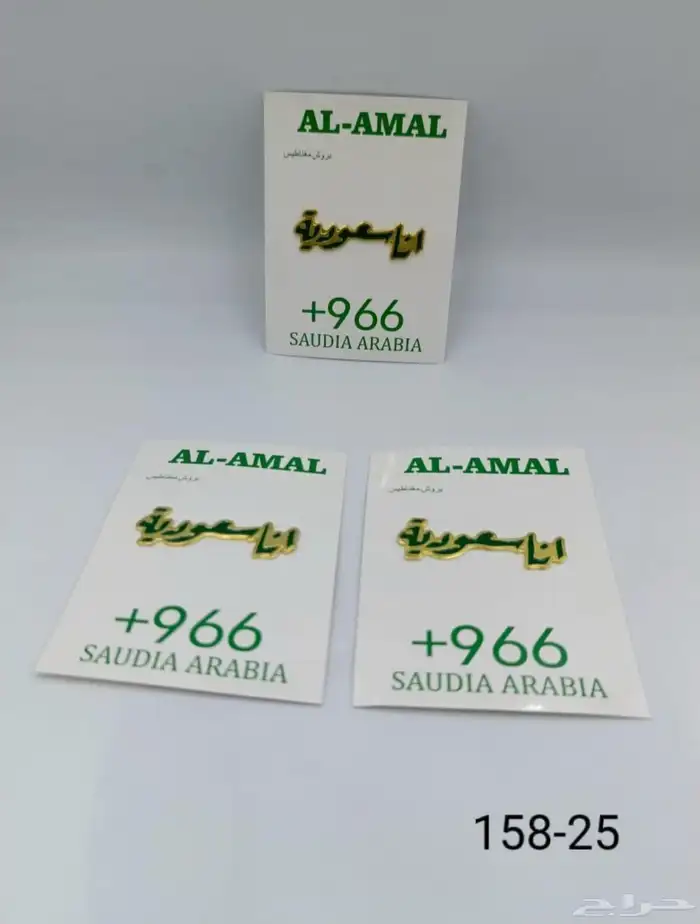 AL-AMAL
بروش مغناطيس
انا سعودية
+966
SAUDIA ARABIA
AL-AMAL
بروش مغناطيس
انا سعودية
+966
SAUDIA ARABIA
AL-AMAL
بروش مغناطيس
انا سعودية
+966
SAUDIA ARABIA
158-25
حراج